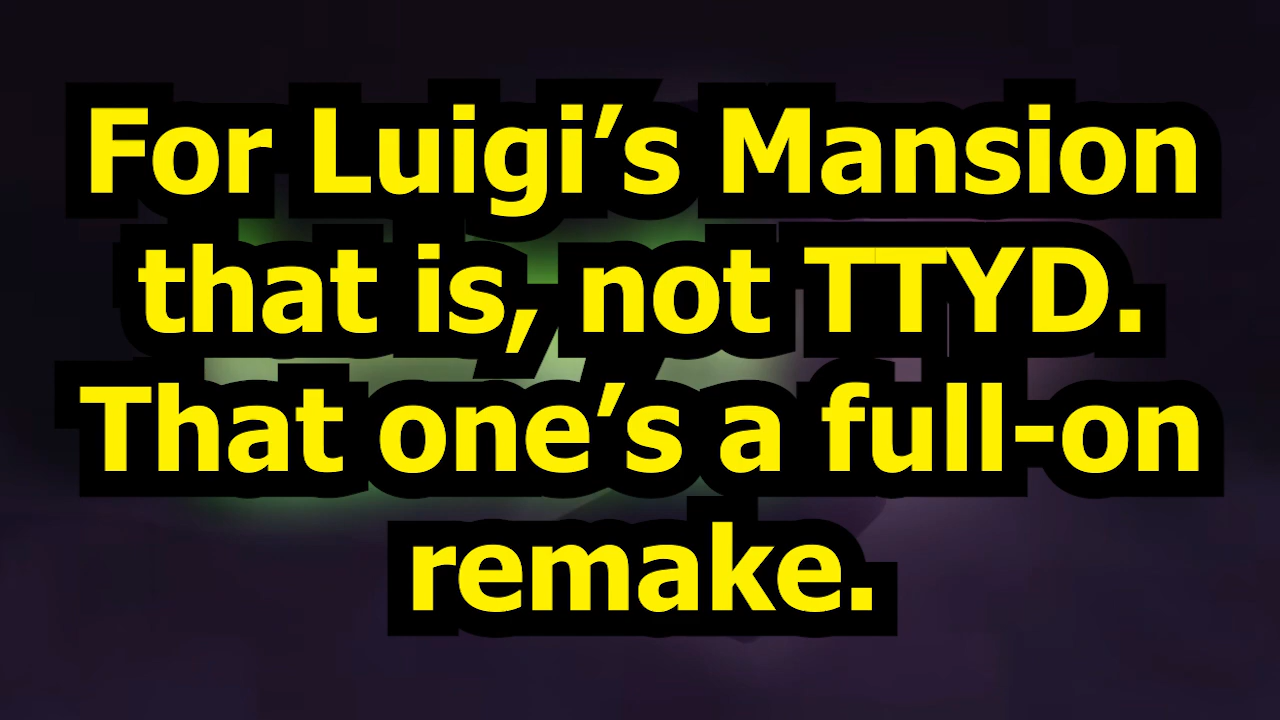 For Luigi’s Mansion
that is, not TTYD.
That one’s a full-on
remake.